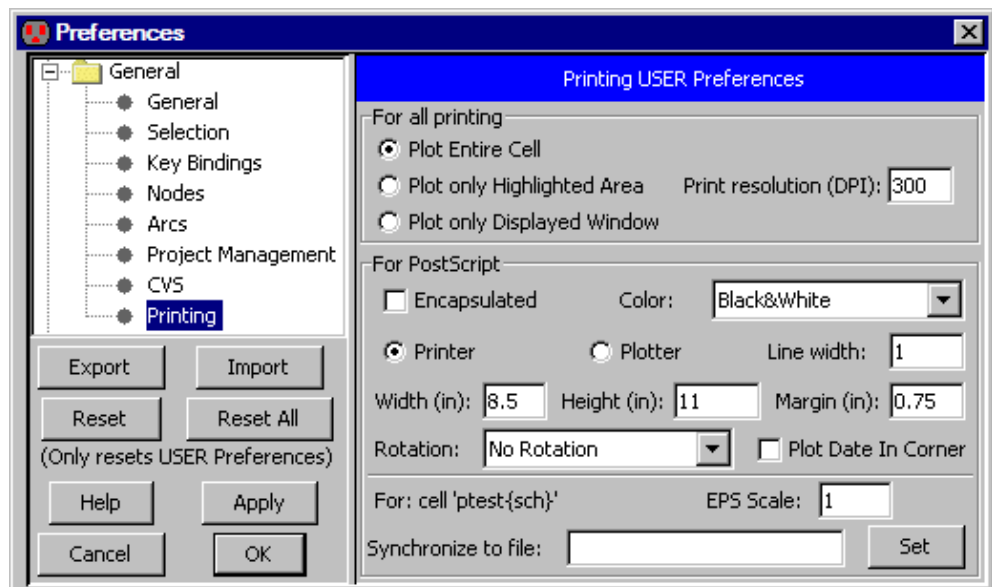 Preferences
General
General
Selection
Key Bindings
Nodes
Arcs
Project Management
CVS
Printing
Export Import
Reset Reset All
(Only resets USER Preferences)
Help Apply
Cancel OK
Printing USER Preferences
For all printing
Plot Entire Cell
Plot only Highlighted Area Print resolution (DPI): 300
Plot only Displayed Window
For PostScript
Encapsulated Color: Black&White
Printer Plotter Line width: 1
Width (in): 8.5 Height (in): 11 Margin (in): 0.75
Rotation: No Rotation Plot Date In Corner
For: cell 'ptest{sch}' EPS Scale: 1
Synchronize to file: Set